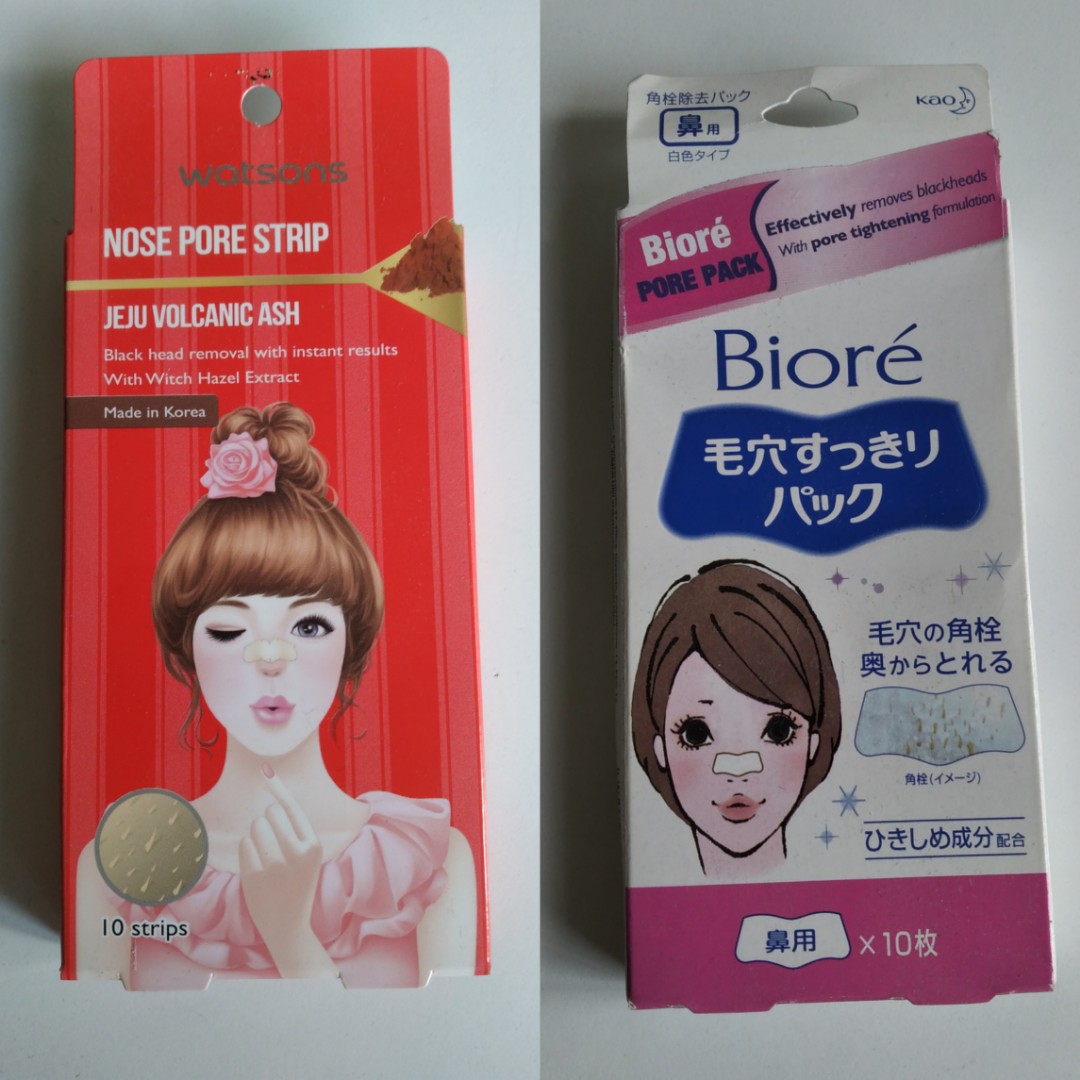 watsons
NOSE PORE STRIP
JEJU VOLCANIC ASH
Black head removal with instant results
With Witch Hazel Extract
Made in Korea
10 strips
角栓除去パック
鼻用
白色タイプ
Kao
Bioré
PORE PACK
Effectively removes blackheads
With pore tightening formulation
Bioré
毛穴すっきり
パック
毛穴の角栓
奥からとれる
角栓(イメージ)
ひきしめ成分配合
鼻用 x10枚